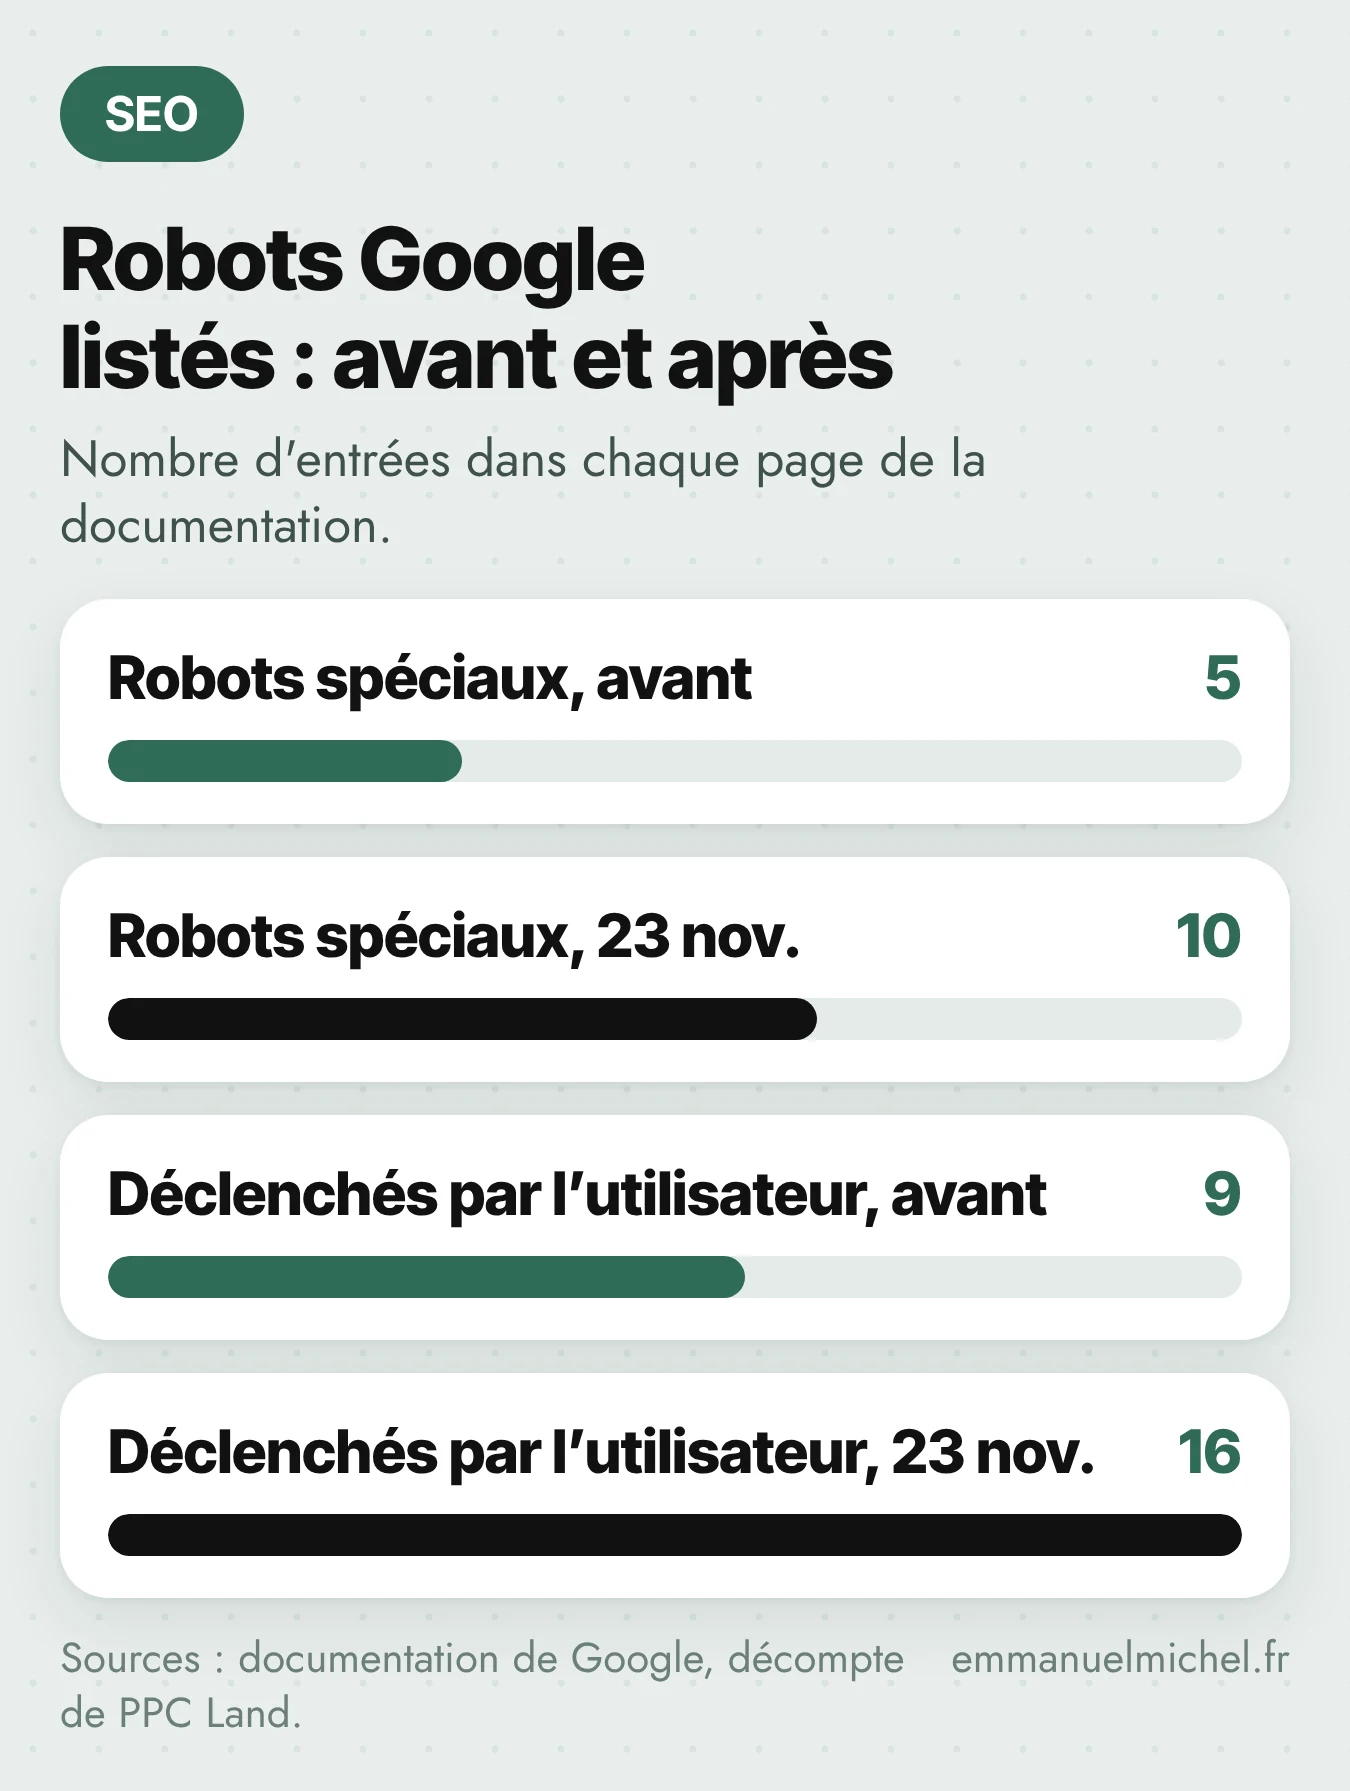 SEO
Robots Google
listés : avant et après
Nombre d'entrées dans chaque page de la
documentation.
Robots spéciaux, avant 5
Robots spéciaux, 23 nov. 10
Déclenchés par l’utilisateur, avant 9
Déclenchés par l’utilisateur, 23 nov. 16
Sources : documentation de Google, décompte emmanuelmichel.fr
de PPC Land.